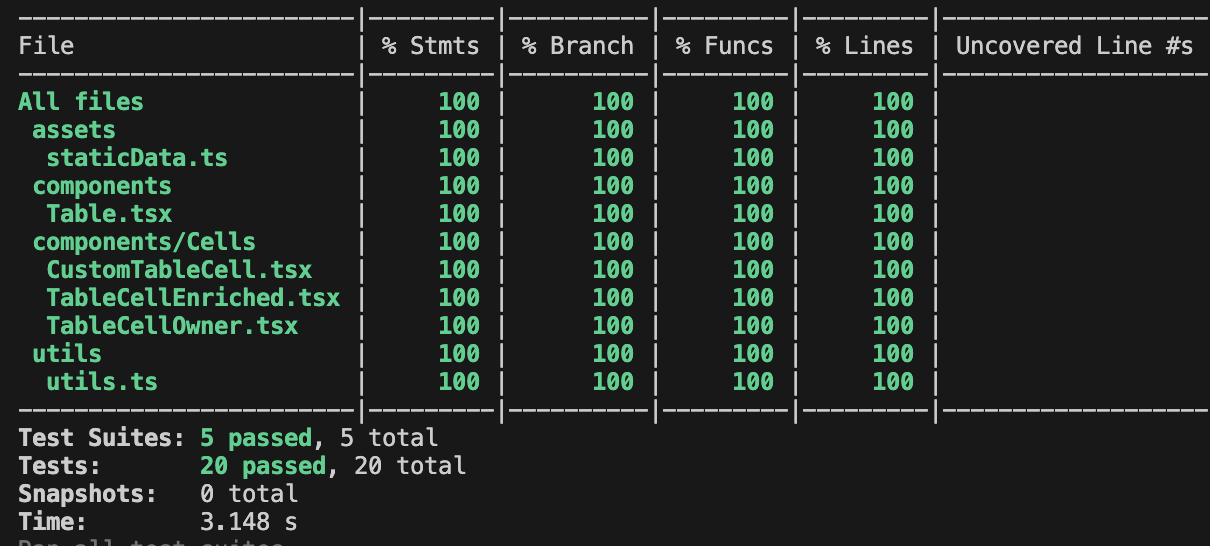 File | % Stmts | % Branch | % Funcs | % Lines | Uncovered Line #s
All files | 100 | 100 | 100 | 100 |
assets | 100 | 100 | 100 | 100 |
staticData.ts | 100 | 100 | 100 | 100 |
components | 100 | 100 | 100 | 100 |
Table.tsx | 100 | 100 | 100 | 100 |
components/Cells | 100 | 100 | 100 | 100 |
CustomTableCell.tsx | 100 | 100 | 100 | 100 |
TableCellEnriched.tsx | 100 | 100 | 100 | 100 |
TableCellOwner.tsx | 100 | 100 | 100 | 100 |
utils | 100 | 100 | 100 | 100 |
utils.ts | 100 | 100 | 100 | 100 |
Test Suites: 5 passed, 5 total
Tests: 20 passed, 20 total
Snapshots: 0 total
Time: 3.148 s
Ran all test suites.